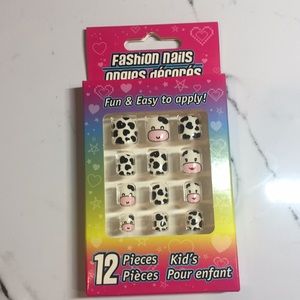 Fashion nails
ongles décorés
Fun & Easy to apply!
12 Pieces Kid's
Pièces Pour enfant